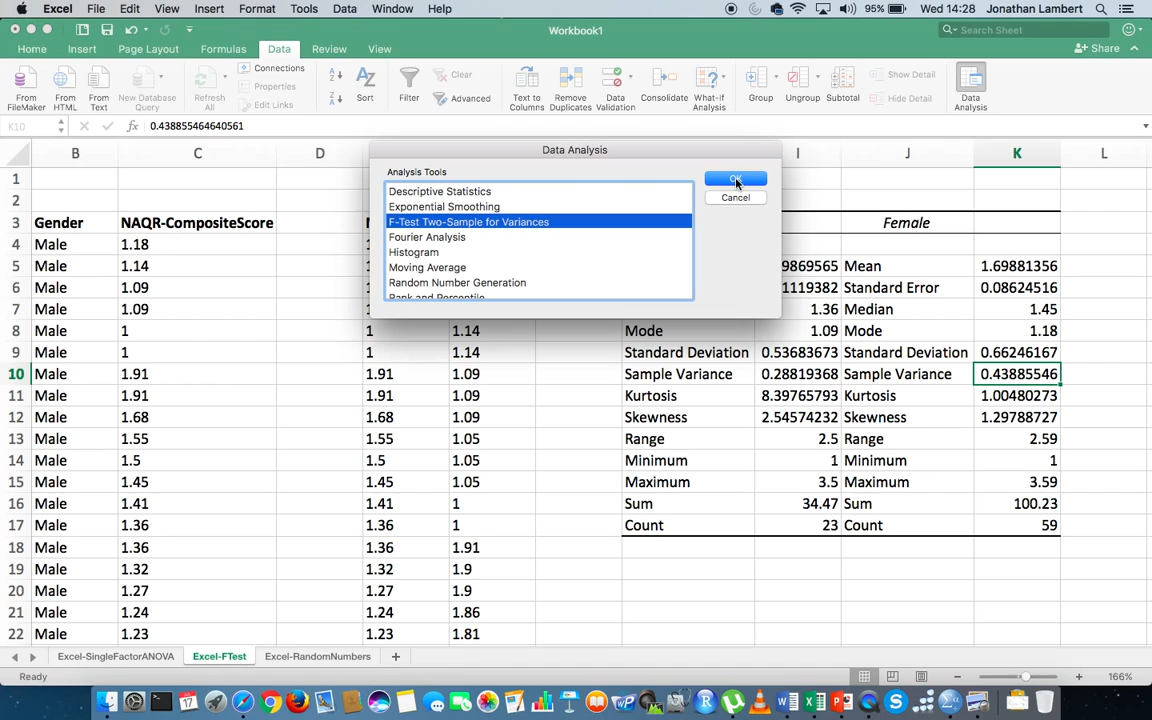 Excel File Edit View Insert Format Tools Data Window Help 95% Wed 14:28 Jonathan Lambert
Workbook1
Search Sheet
Home Insert Page Layout Formulas Data Review View Share
From FileMaker From HTML From Text New Database Query Refresh All Connections Properties Edit Links Sort Filter Clear Advanced Text to Columns Remove Duplicates Data Validation Consolidate What-If Analysis Group Ungroup Subtotal Show Detail Hide Detail Data Analysis
K10 fx 0.438855464640561
B C D I J K L
Data Analysis
Analysis Tools
Descriptive Statistics
Exponential Smoothing
F-Test Two-Sample for Variances
Fourier Analysis
Histogram
Moving Average
Random Number Generation
Rank and Percentile
OK
Cancel
1
2
3 Gender NAQR-CompositeScore Female
4 Male 1.18
5 Male 1.14 9869565 Mean 1.69881356
6 Male 1.09 1119382 Standard Error 0.08624516
7 Male 1.09 1.36 Median 1.45
8 Male 1 1 1.14 Mode 1.09 Mode 1.18
9 Male 1 1 1.14 Standard Deviation 0.53683673 Standard Deviation 0.66246167
10 Male 1.91 1.91 1.09 Sample Variance 0.28819368 Sample Variance 0.43885546
11 Male 1.91 1.91 1.09 Kurtosis 8.39765793 Kurtosis 1.00480273
12 Male 1.68 1.68 1.09 Skewness 2.54574232 Skewness 1.29788727
13 Male 1.55 1.55 1.05 Range 2.5 Range 2.59
14 Male 1.5 1.5 1.05 Minimum 1 Minimum 1
15 Male 1.45 1.45 1.05 Maximum 3.5 Maximum 3.59
16 Male 1.41 1.41 1 Sum 34.47 Sum 100.23
17 Male 1.36 1.36 1 Count 23 Count 59
18 Male 1.36 1.36 1.91
19 Male 1.32 1.32 1.9
20 Male 1.27 1.27 1.9
21 Male 1.24 1.24 1.86
22 Male 1.23 1.23 1.81
Excel-SingleFactorANOVA Excel-FTest Excel-RandomNumbers +
Ready 166%